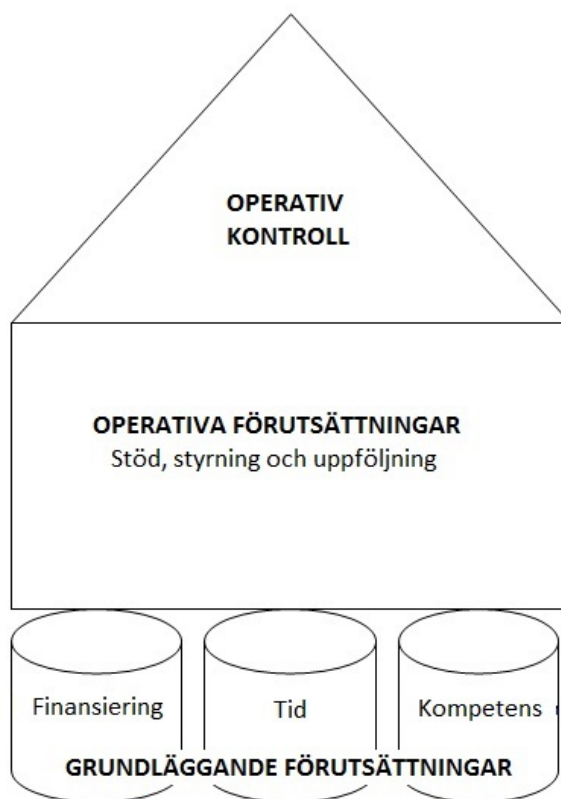 OPERATIV
KONTROLL
OPERATIVA FÖRUTSÄTTNINGAR
Stöd, styrning och uppföljning
Finansiering
Tid
Kompetens
GRUNDLÄGGANDE FÖRUTSÄTTNINGAR